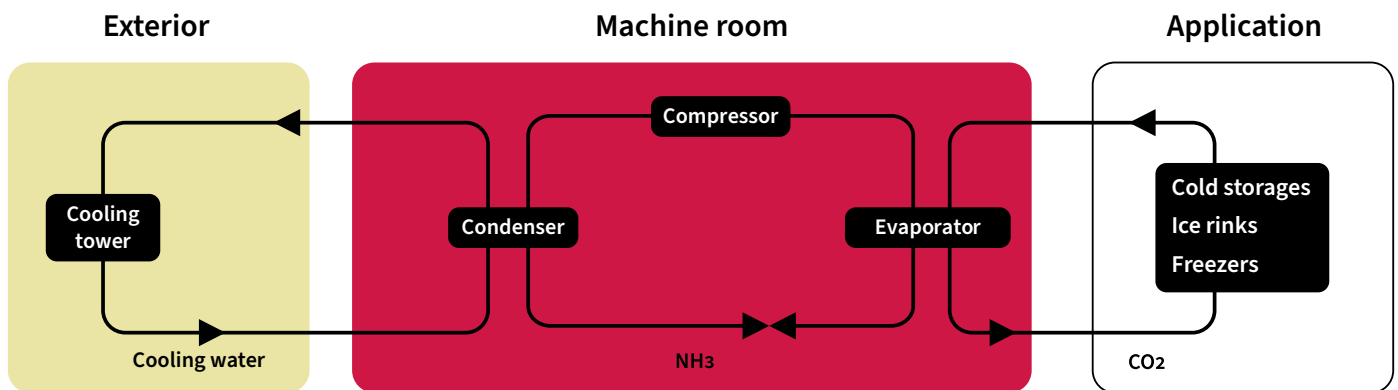 Exterior
Machine room
Application
Compressor
Cooling
tower
Condenser
Evaporator
Cold storages
Ice rinks
Freezers
Cooling water
NH3
CO2